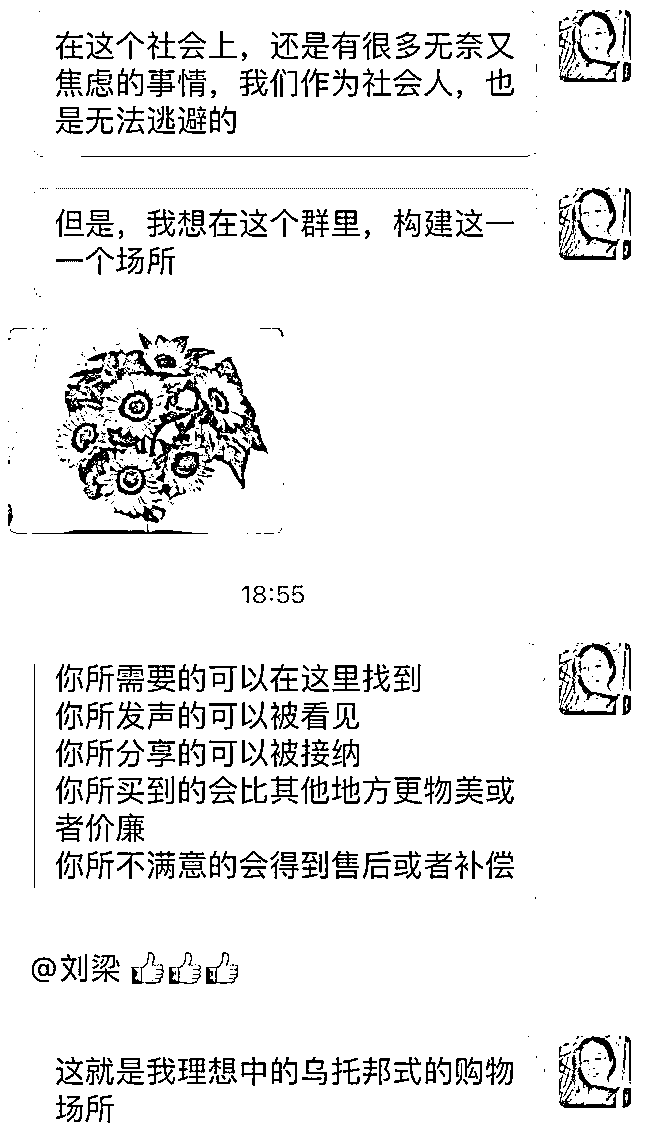 在这个社会上，还是有很多无奈又
焦虑的事情，我们作为社会人，也
是无法逃避的
但是，我想在这个群里，构建这一
一个场所
18:55
你所需要的可以在这里找到
你所发声的可以被看见
你所分享的可以被接纳
你所买到的会比其他地方更物美或
者价廉
你所不满意的会得到售后或者补偿
@刘梁 👍👍👍
这就是我理想中的乌托邦式的购物
场所